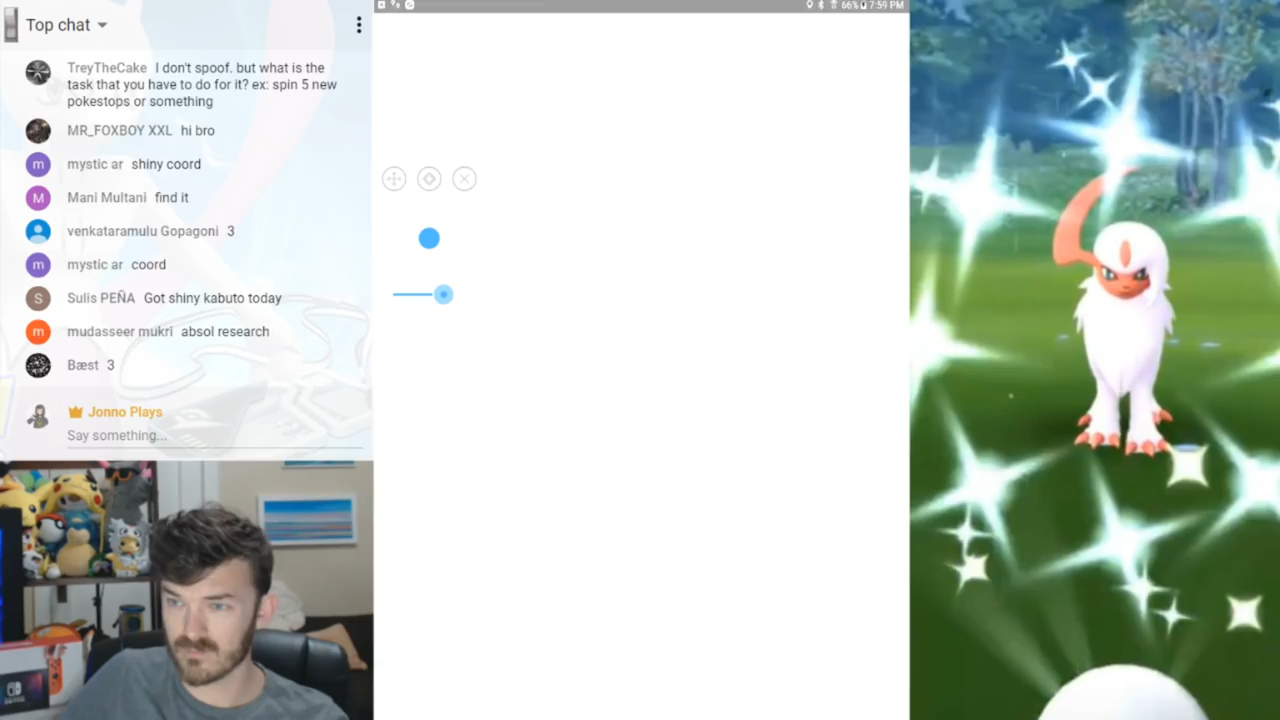 Top chat
TreyTheCake I don't spoof. but what is the
task that you have to do for it? ex: spin 5 new
pokestops or something
MR_FOXBOY XXL hi bro
m mystic ar shiny coord
M Mani Multani find it
venkataramulu Gopagoni 3
m mystic ar coord
S Sulis PEÑA Got shiny kabuto today
m mudasseer mukri absol research
Bæst 3
Jonno Plays
Say something...
66% 7:59 PM